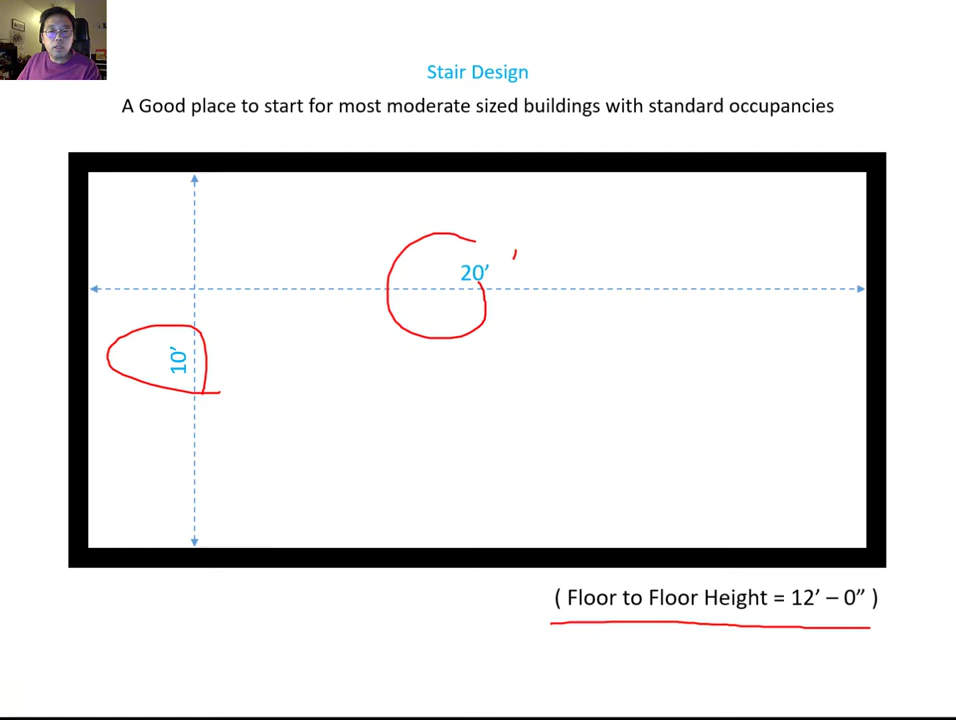 Stair Design
A Good place to start for most moderate sized buildings with standard occupancies
20’
10’
( Floor to Floor Height = 12’ – 0” )